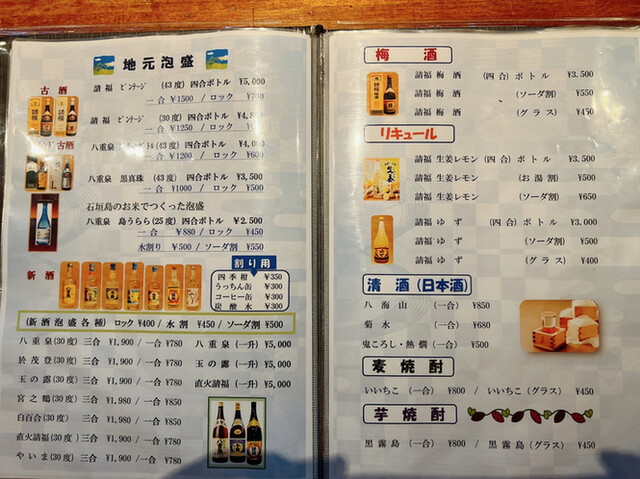 地元泡盛
古酒
請福 ビンテージ (43度) 四合ボトル ¥5,000
一合 ¥1500 / ロック ¥700
請福 ビンテージ (30度) 四合ボトル
一合 ¥1250 / ロック
古酒
八重泉 (43度) 四合ボトル
一合 ¥1200 / ロック ¥600
八重泉 黒真珠 (43度) 四合ボトル ¥3,500
一合 ¥1000 / ロック ¥500
石垣島のお米でつくった泡盛
八重泉 島うらら(25度) 四合ボトル ¥2.500
一合 ¥880 / ロック ¥450
水割り ¥500 / ソーダ割 ¥550
新酒
割り用
四季柑 ¥350
うっちん缶 ¥300
コーヒー缶 ¥300
炭酸水 ¥300
(新酒泡盛各種) ロック ¥400 / 水割 ¥450 / ソーダ割 ¥500
八重泉(30度) 三合 ¥1,900 / 一合 ¥780 八重泉 (一升) ¥5,000
於茂登(30度) 三合 ¥1,900 / 一合 ¥780 玉の露 (一升) ¥5,000
玉の露(30度) 三合 ¥1,900 / 一合 ¥780 直火請福 (一升) ¥5,000
宮之鶴(30度) 三合 ¥1,980 / 一合 ¥850
白百合(30度) 三合 ¥1,980 / 一合 ¥850
直火請福(30度) 三合 ¥1,900 / 一合 ¥780
やいま(30度) 三合 ¥1,900 / 一合 ¥780
梅酒
請福梅酒 (四合) ボトル ¥3.500
請福梅酒 (ソーダ割) ¥550
請福梅酒 (グラス) ¥450
リキュール
請福 生姜レモン (四合) ボトル ¥3.500
請福 生姜レモン (お湯割) ¥500
請福 生姜レモン (ソーダ割) ¥650
請福 ゆず (四合) ボトル ¥3.000
請福 ゆず (ソーダ割) ¥500
請福 ゆず (グラス) ¥400
清酒(日本酒)
八海山 (一合) ¥850
菊水 (一合) ¥680
鬼ころし・熱燗 (一合) ¥500
麦焼酎
いいちこ (一合) ¥800 / いいちこ(グラス) ¥450
芋焼酎
黒霧島 (一合) ¥800 / 黒霧島(グラス) ¥450